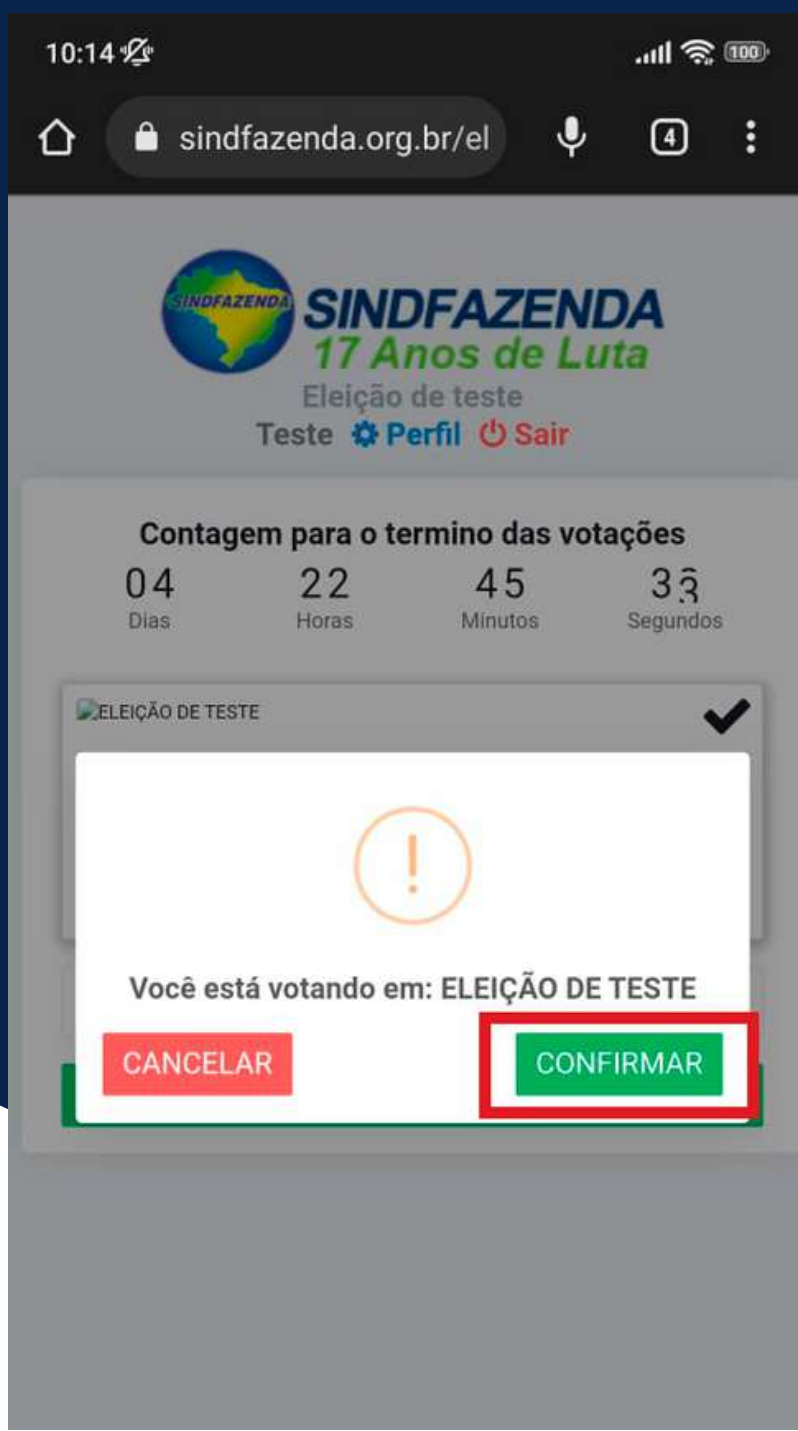 10:14
100
sindfazenda.org.br/el
4
SINDFAZENDA
SINDFAZENDA
17 Anos de Luta
Eleição de teste
Teste Perfil Sair
Contagem para o termino das votações
04 22 45 33
Dias Horas Minutos Segundos
ELEIÇÃO DE TESTE
!
Você está votando em: ELEIÇÃO DE TESTE
CANCELAR CONFIRMAR